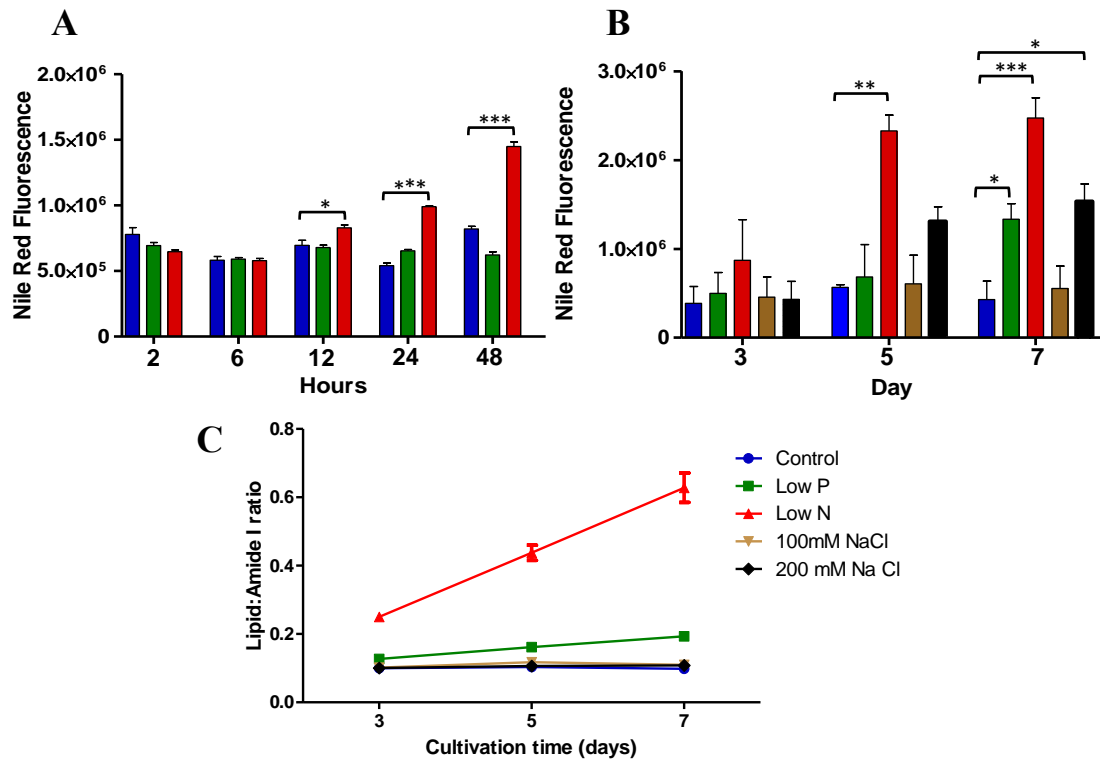 A
Nile Red Fluorescence
2.0×10⁶
1.5×10⁶
1.0×10⁶
5.0×10⁵
0
* *** ***
2 6 12 24 48
Hours
B
Nile Red Fluorescence
3.0×10⁶
2.0×10⁶
1.0×10⁶
0
** * *** *
3 5 7
Day
C
Lipid:Amide I ratio
0.8
0.6
0.4
0.2
0.0
3 5 7
Cultivation time (days)
Control
Low P
Low N
100mM NaCl
200 mM Na Cl